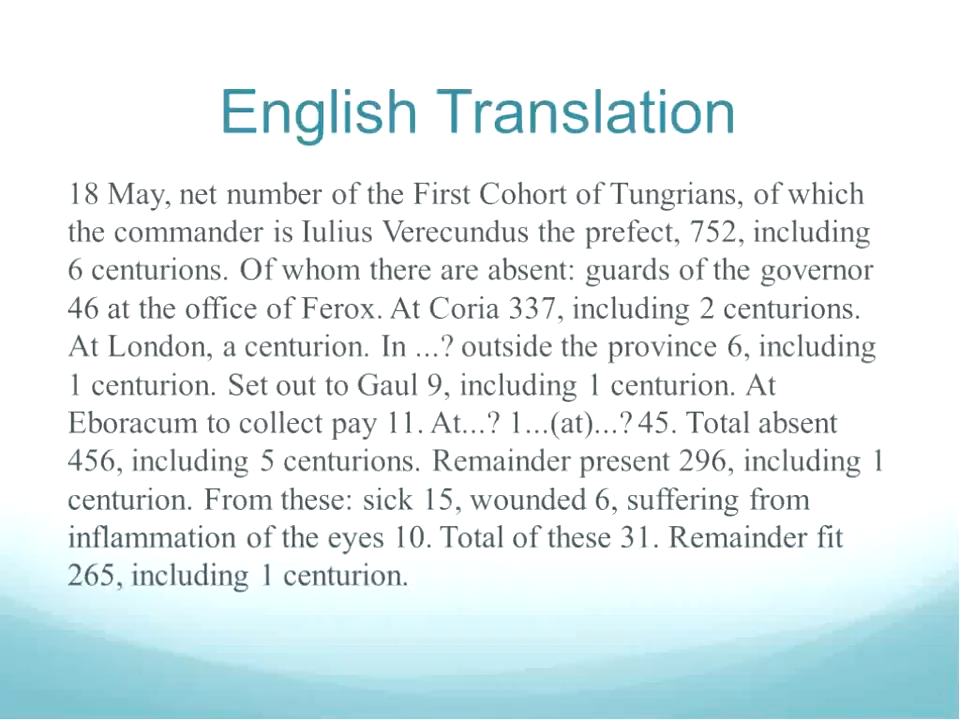 English Translation
18 May, net number of the First Cohort of Tungrians, of which
the commander is Iulius Verecundus the prefect, 752, including
6 centurions. Of whom there are absent: guards of the governor
46 at the office of Ferox. At Coria 337, including 2 centurions.
At London, a centurion. In ...? outside the province 6, including
1 centurion. Set out to Gaul 9, including 1 centurion. At
Eboracum to collect pay 11. At...? 1...(at)...? 45. Total absent
456, including 5 centurions. Remainder present 296, including 1
centurion. From these: sick 15, wounded 6, suffering from
inflammation of the eyes 10. Total of these 31. Remainder fit
265, including 1 centurion.